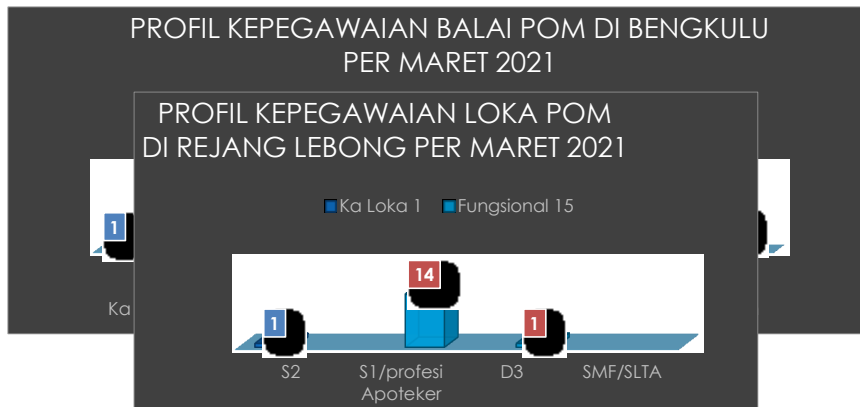 PROFIL KEPEGAWAIAN BALAI POM DI BENGKULU
PER MARET 2021
PROFIL KEPEGAWAIAN LOKA POM
DI REJANG LEBONG PER MARET 2021
Ka Loka 1 Fungsional 15
1
Ka
14
1
1
S2 S1/profesi Apoteker D3 SMF/SLTA